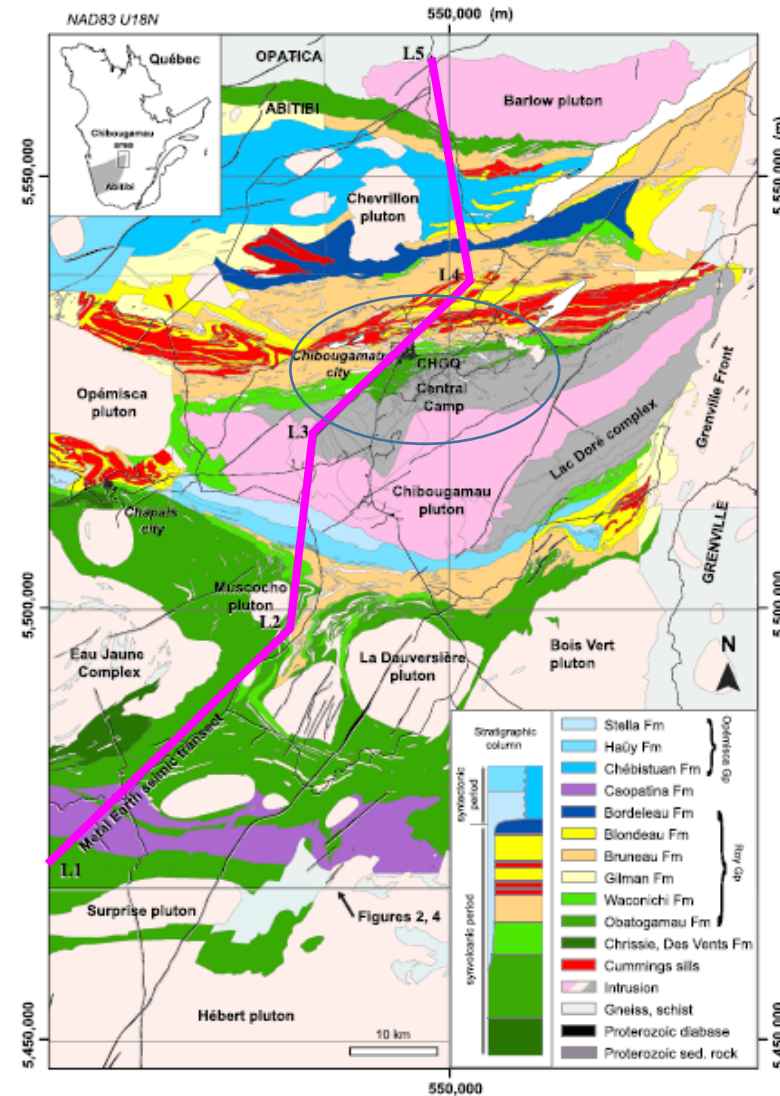 NAD83 U18N
550,000 (m)
Québec
Chibougamau
area
Abitibi
OPATICA
L5
ABITIBI
Barlow pluton
5,550,000
5,550,000 (m)
Chevrillon
pluton
L4
Chibougamau
city
CHGO
Central
Camp
Opémisca
pluton
L3
Lac Doré complex
Grenville Front
Chibougamau
pluton
Chapais
city
GRENVILLE
Muscocho
pluton
5,500,000
5,500,000
L2
Eau Jaune
Complex
La Dauversière
pluton
Bois Vert
pluton
N
Metal Earth seimic transect
L1
Surprise pluton
Figures 2, 4
Hébert pluton
10 km
Stratigraphic
column
syntectonic
period
synvolcanic period
Stella Fm
Haüy Fm
Chébistuan Fm
Opémisca Gp
Caopatina Fm
Bordeleau Fm
Blondeau Fm
Bruneau Fm
Gilman Fm
Waconichi Fm
Obatogamau Fm
Roy Gp
Chrissie, Des Vents Fm
Cummings sills
Intrusion
Gneiss, schist
Proterozoic diabase
Proterozoic sed. rock
5,450,000
5,450,000
550,000